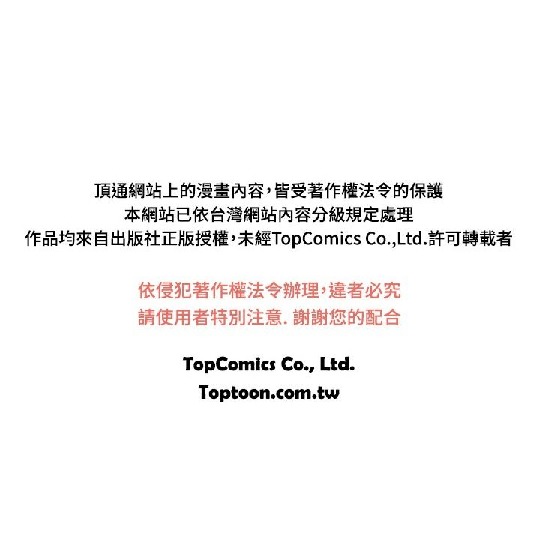 頂通網站上的漫畫內容,皆受著作權法令的保護
本網站已依台灣網站內容分級規定處理
作品均來自出版社正版授權,未經TopComics Co.,Ltd.許可轉載者
依侵犯著作權法令辦理,違者必究
請使用者特別注意. 謝謝您的配合
TopComics Co., Ltd.
Toptoon.com.tw